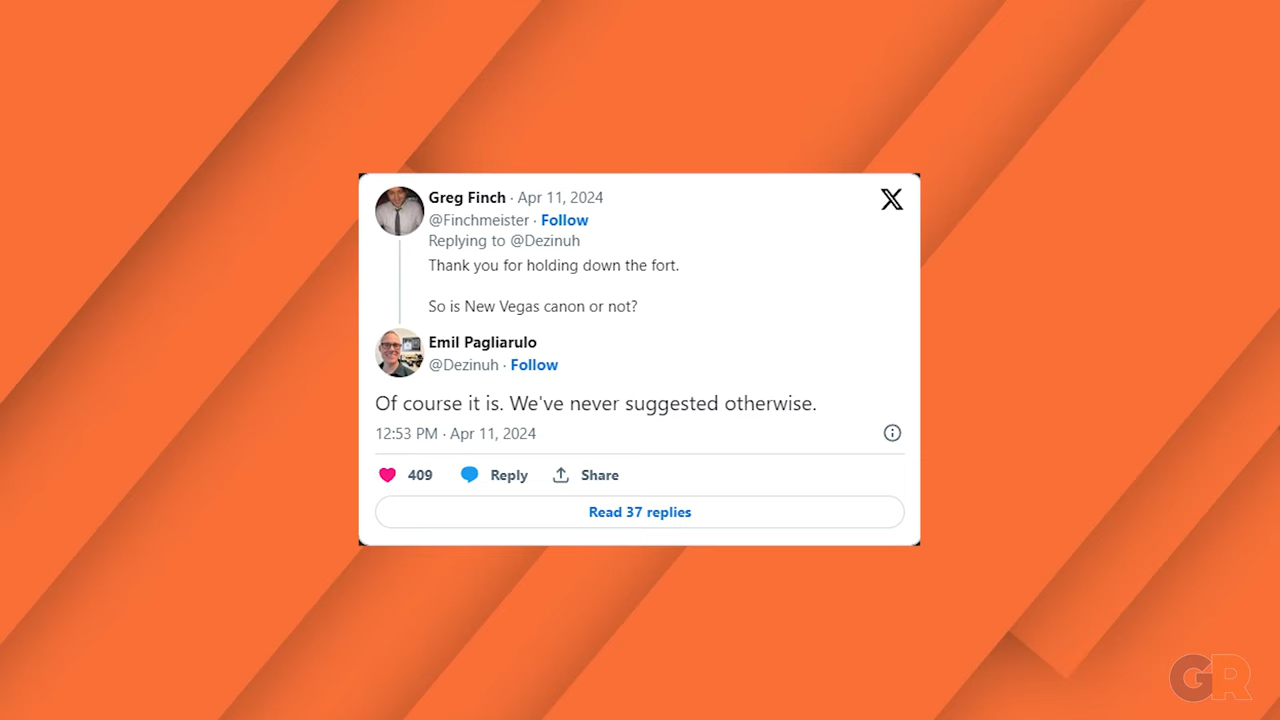 Greg Finch · Apr 11, 2024
@Finchmeister · Follow
Replying to @Dezinuh
Thank you for holding down the fort.
So is New Vegas canon or not?
Emil Pagliarulo
@Dezinuh · Follow
Of course it is. We've never suggested otherwise.
12:53 PM · Apr 11, 2024
409 Reply Share
Read 37 replies
GR